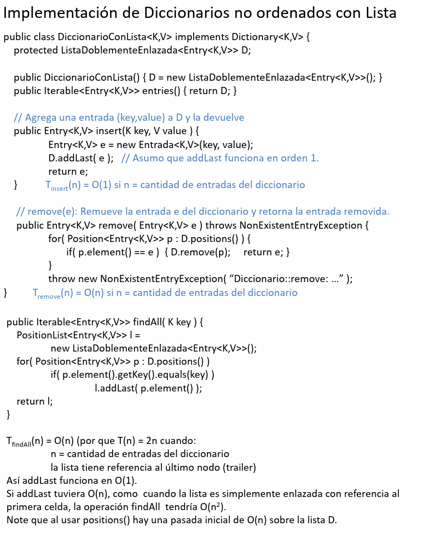 Implementación de Diccionarios no ordenados con Lista
public class DiccionarioConLista<K,V> implements Dictionary<K,V> {
protected ListaDoblementeEnlazada<Entry<K,V>> D;
public DiccionarioConLista() { D = new ListaDoblementeEnlazada<Entry<K,V>>(); }
public Iterable<Entry<K,V>> entries() { return D; }
// Agrega una entrada (key,value) a D y la devuelve
public Entry<K,V> insert(K key, V value ) {
Entry<K,V> e = new Entrada<K,V>(key, value);
D.addLast( e ); // Asumo que addLast funciona en orden 1.
return e;
} Tinsert(n) = O(1) si n = cantidad de entradas del diccionario
// remove(e): Remueve la entrada e del diccionario y retorna la entrada removida.
public Entry<K,V> remove( Entry<K,V> e ) throws NonExistentEntryException {
for( Position<Entry<K,V>> p : D.positions() ) {
if( p.element() == e ) { D.remove(p); return e; }
}
throw new NonExistentEntryException( “Diccionario::remove: ...” );
} Tremove(n) = O(n) si n = cantidad de entradas del diccionario
public Iterable<Entry<K,V>> findAll( K key ) {
PositionList<Entry<K,V>> l =
new ListaDoblementeEnlazada<Entry<K,V>>();
for( Position<Entry<K,V>> p : D.positions() )
if( p.element().getKey().equals(key) )
l.addLast( p.element() );
return l;
}
TfindAll(n) = O(n) (por que T(n) = 2n cuando:
n = cantidad de entradas del diccionario
la lista tiene referencia al último nodo (trailer)
Así addLast funciona en O(1).
Si addLast tuviera O(n), como cuando la lista es simplemente enlazada con referencia al
primera celda, la operación findAll tendría O(n²).
Note que al usar positions() hay una pasada inicial de O(n) sobre la lista D.